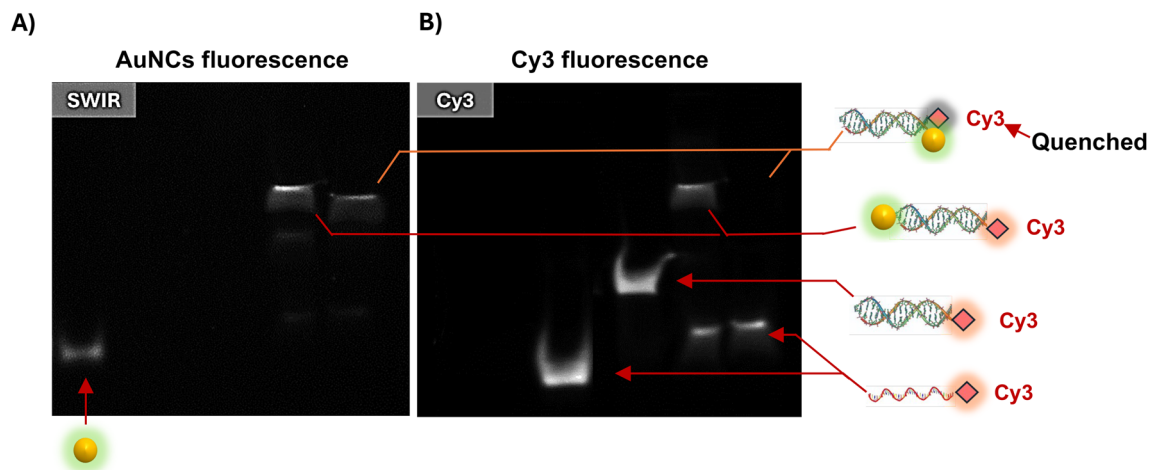 A)
B)
AuNCs fluorescence
Cy3 fluorescence
SWIR
Cy3
Cy3
Quenched
Cy3
Cy3
Cy3